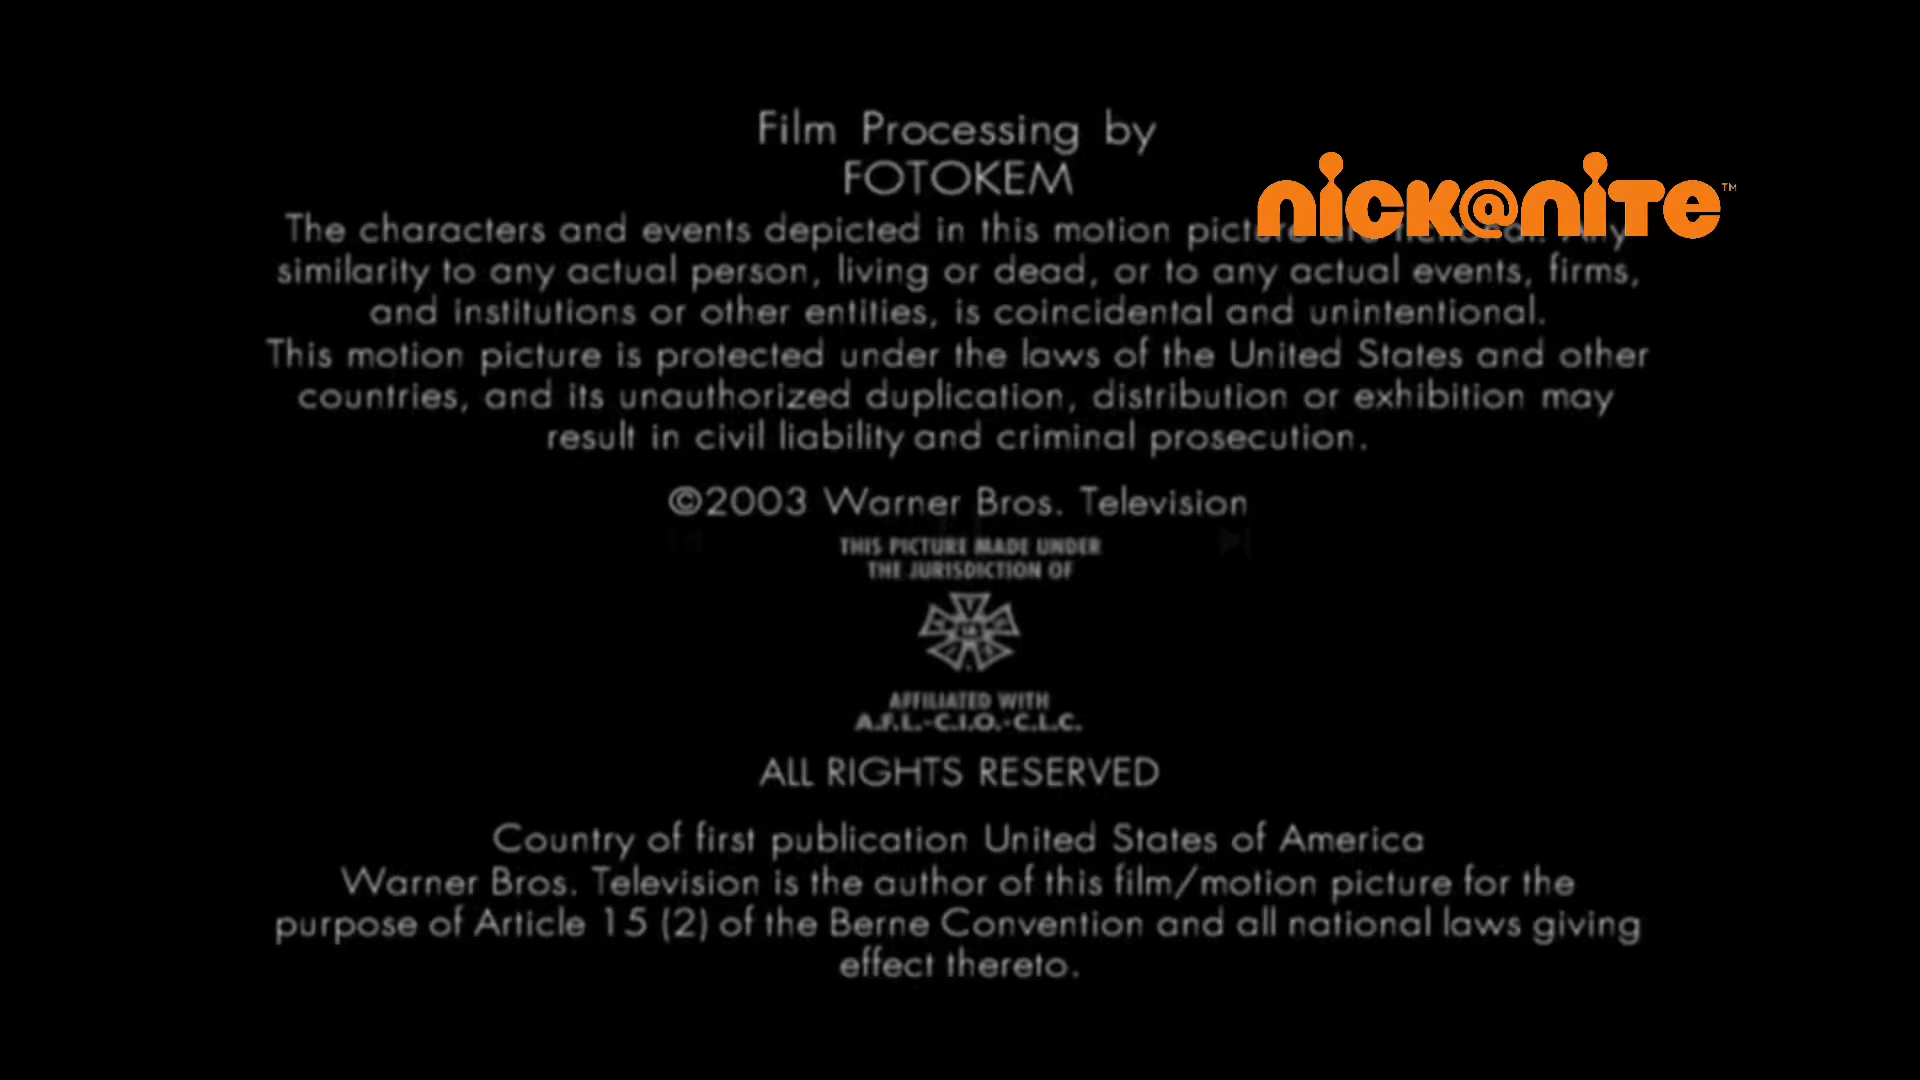 Film Processing by
FOTOKEM
nick@nite™
The characters and events depicted in this motion picture are fictional. Any
similarity to any actual person, living or dead, or to any actual events, firms,
and institutions or other entities, is coincidental and unintentional.
This motion picture is protected under the laws of the United States and other
countries, and its unauthorized duplication, distribution or exhibition may
result in civil liability and criminal prosecution.
©2003 Warner Bros. Television
THIS PICTURE MADE UNDER
THE JURISDICTION OF
AFFILIATED WITH
A.F.L.-C.I.O.-C.L.C.
ALL RIGHTS RESERVED
Country of first publication United States of America
Warner Bros. Television is the author of this film/motion picture for the
purpose of Article 15 (2) of the Berne Convention and all national laws giving
effect thereto.